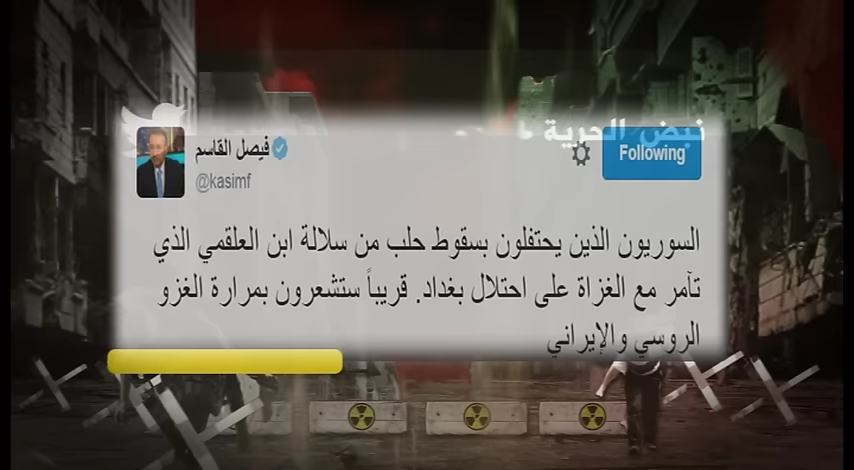 نبض الحرية
فيصل القاسم
Following
@kasimf
السوريون الذين يحتفلون بسقوط حلب من سلالة ابن العلقمي الذي
تآمر مع الغزاة على احتلال بغداد. قريباً ستشعرون بمرارة الغزو
الروسي والإيراني